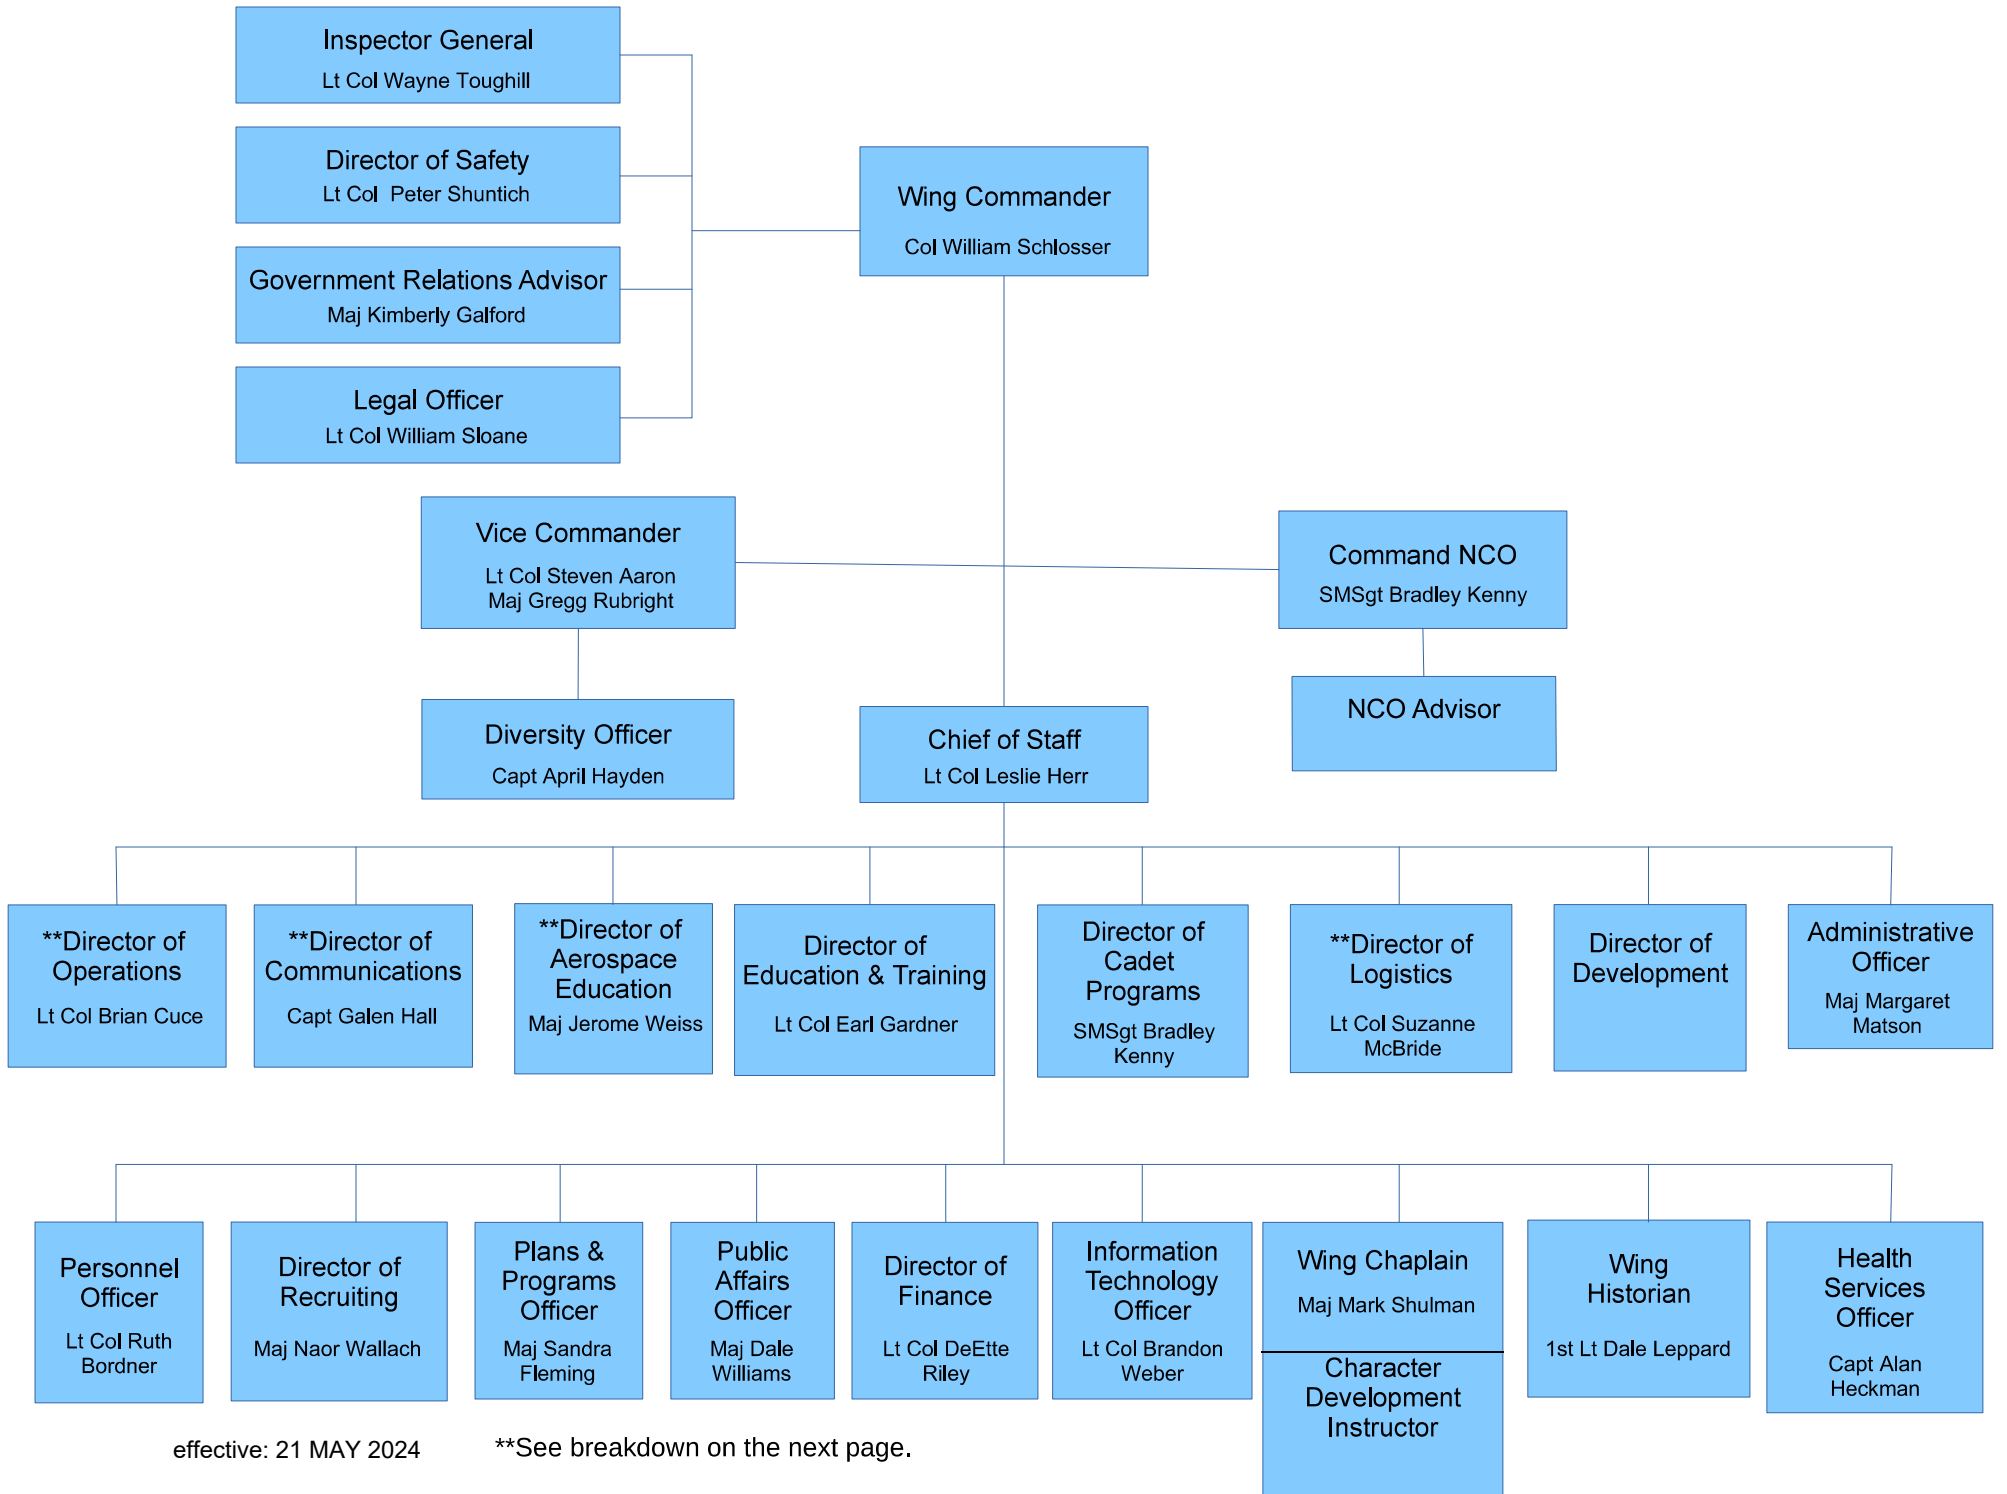 Inspector General
Lt Col Wayne Toughill
Director of Safety
Lt Col  Peter Shuntich
Government Relations Advisor
Maj Kimberly Galford
Legal Officer
Lt Col William Sloane
Wing Commander
Col William Schlosser
Vice Commander
Lt Col Steven Aaron
Maj Gregg Rubright
Command NCO
SMSgt Bradley Kenny
Diversity Officer
Capt April Hayden
Chief of Staff
Lt Col Leslie Herr
NCO Advisor
**Director of
Operations
Lt Col Brian Cuce
**Director of
Communications
Capt Galen Hall
**Director of
Aerospace
Education
Maj Jerome Weiss
Director of
Education & Training
Lt Col Earl Gardner
Director of
Cadet
Programs
SMSgt Bradley
Kenny
**Director of
Logistics
Lt Col Suzanne
McBride
Director of
Development
Administrative
Officer
Maj Margaret
Matson
Personnel
Officer
Lt Col Ruth
Bordner
Director of
Recruiting
Maj Naor Wallach
Plans &
Programs
Officer
Maj Sandra
Fleming
Public
Affairs
Officer
Maj Dale
Williams
Director of
Finance
Lt Col DeEtte
Riley
Information
Technology
Officer
Lt Col Brandon
Weber
Wing Chaplain
Maj Mark Shulman
Character
Development
Instructor
Wing
Historian
1st Lt Dale Leppard
Health
Services
Officer
Capt Alan
Heckman
effective: 21 MAY 2024
**See breakdown on the next page.